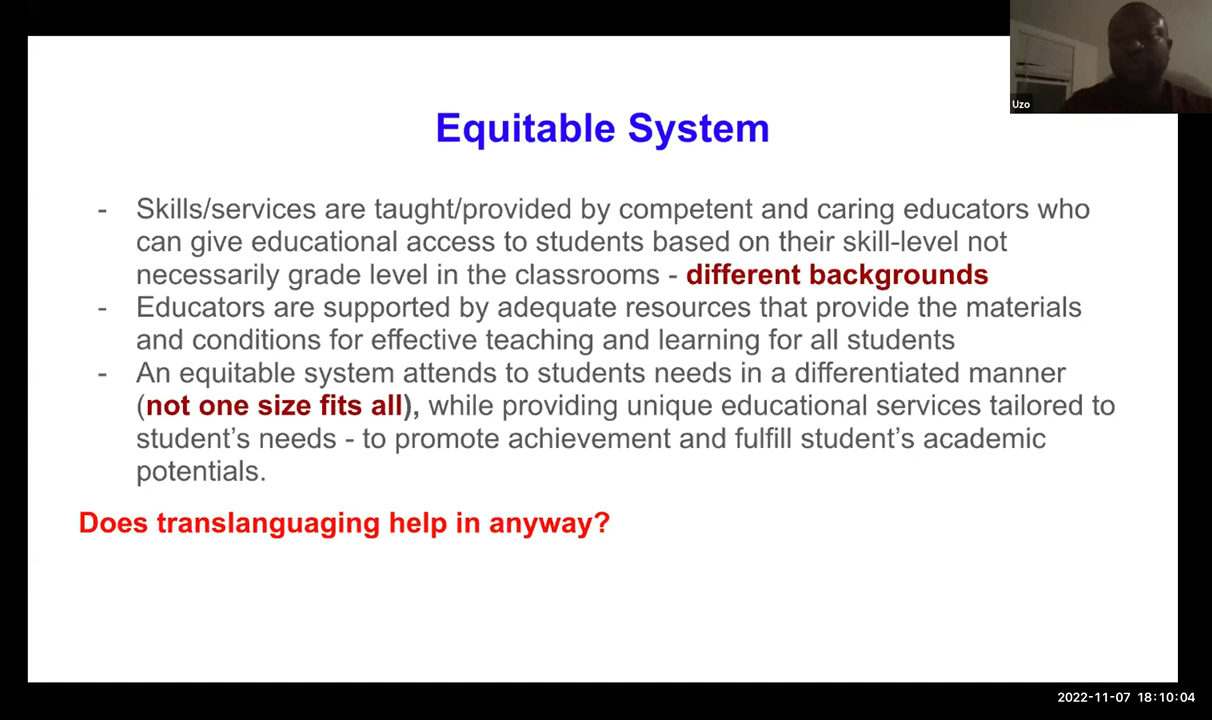 Uzo
Equitable System
- Skills/services are taught/provided by competent and caring educators who
can give educational access to students based on their skill-level not
necessarily grade level in the classrooms - different backgrounds
- Educators are supported by adequate resources that provide the materials
and conditions for effective teaching and learning for all students
- An equitable system attends to students needs in a differentiated manner
(not one size fits all), while providing unique educational services tailored to
student’s needs - to promote achievement and fulfill student’s academic
potentials.
Does translanguaging help in anyway?
2022-11-07 18:10:04